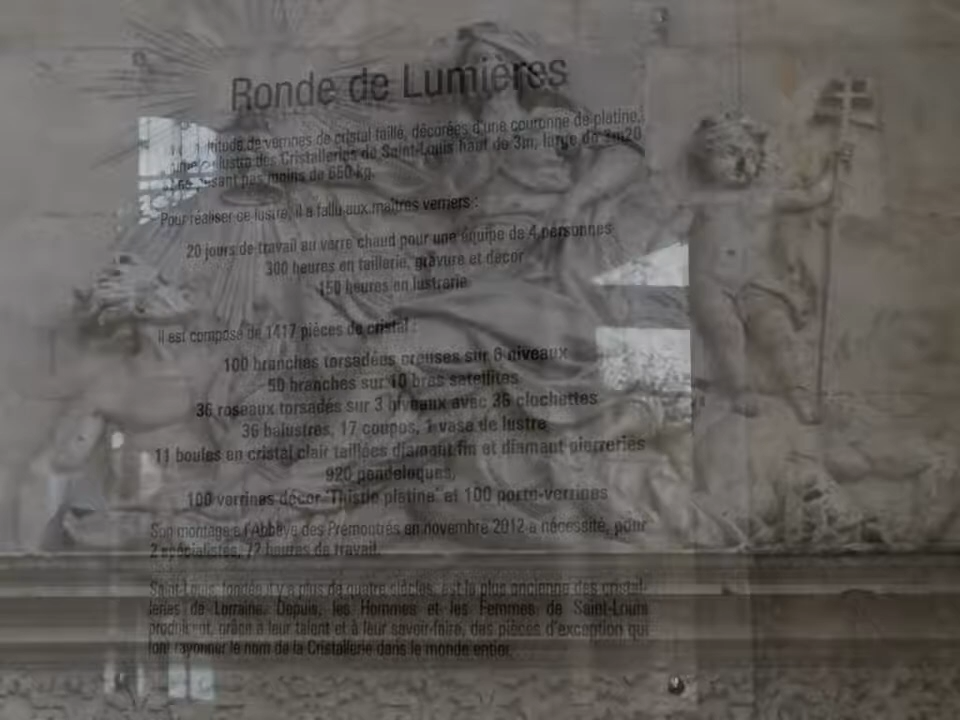 Ronde de Lumières
de verrines de cristal taillé, décorées d'une couronne de platine,
lustre des Cristalleries de Saint-Louis haut de 3m, large de 3m20
pas moins de 650 kg.
Pour réaliser ce lustre, il a fallu aux maîtres verriers :
20 jours de travail au verre chaud pour une équipe de 4 personnes
300 heures en taillerie, gravure et décor
150 heures en lustrerie
Il est composé de 1417 pièces de cristal :
100 branches torsadées creuses sur 6 niveaux
50 branches sur 10 bras satellites
36 roseaux torsadés sur 3 niveaux avec 36 clochettes
36 balustres, 17 coupes, 1 vase de lustre
11 boules en cristal clair taillées diamant fin et diamant pierreries
920 pendeloques,
100 verrines décor "Thistle platine" et 100 porte-verrines
Son montage à l'Abbaye des Prémontrés en novembre 2012 a nécessité, pour
2 spécialistes, 77 heures de travail.
Saint-Louis, fondée il y a plus de quatre siècles, est la plus ancienne des cristal-
leries de Lorraine. Depuis, les Hommes et les Femmes de Saint-Louis
produisent, grâce à leur talent et à leur savoir-faire, des pièces d'exception qui
font rayonner le nom de la Cristallerie dans le monde entier.